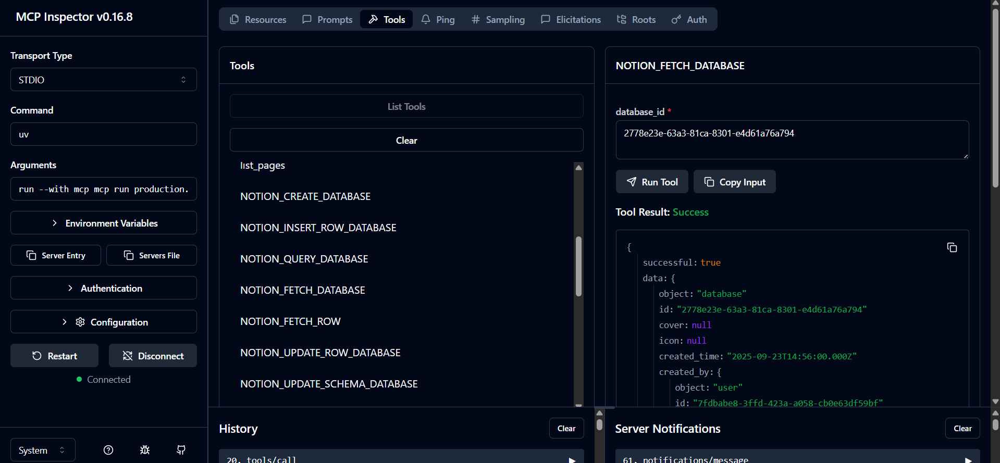 MCP Inspector v0.16.8
Transport Type
STDIO
Command
uv
Arguments
run --with mcp mcp run production.
Environment Variables
Server Entry
Servers File
Authentication
Configuration
Restart
Disconnect
Connected
System
Resources
Prompts
Tools
Ping
Sampling
Elicitations
Roots
Auth
Tools
List Tools
Clear
list_pages
NOTION_CREATE_DATABASE
NOTION_INSERT_ROW_DATABASE
NOTION_QUERY_DATABASE
NOTION_FETCH_DATABASE
NOTION_FETCH_ROW
NOTION_UPDATE_ROW_DATABASE
NOTION_UPDATE_SCHEMA_DATABASE
NOTION_FETCH_DATABASE
database_id *
2778e23e-63a3-81ca-8301-e4d61a76a794
Run Tool
Copy Input
Tool Result: Success
{
successful: true
data: {
object: "database"
id: "2778e23e-63a3-81ca-8301-e4d61a76a794"
cover: null
icon: null
created_time: "2025-09-23T14:56:00.000Z"
created_by: {
object: "user"
id: "7fdbabe8-3ffd-423a-a058-cb0e63df59bf"
History
Clear
20. tools/call
Server Notifications
Clear
61. notifications/message